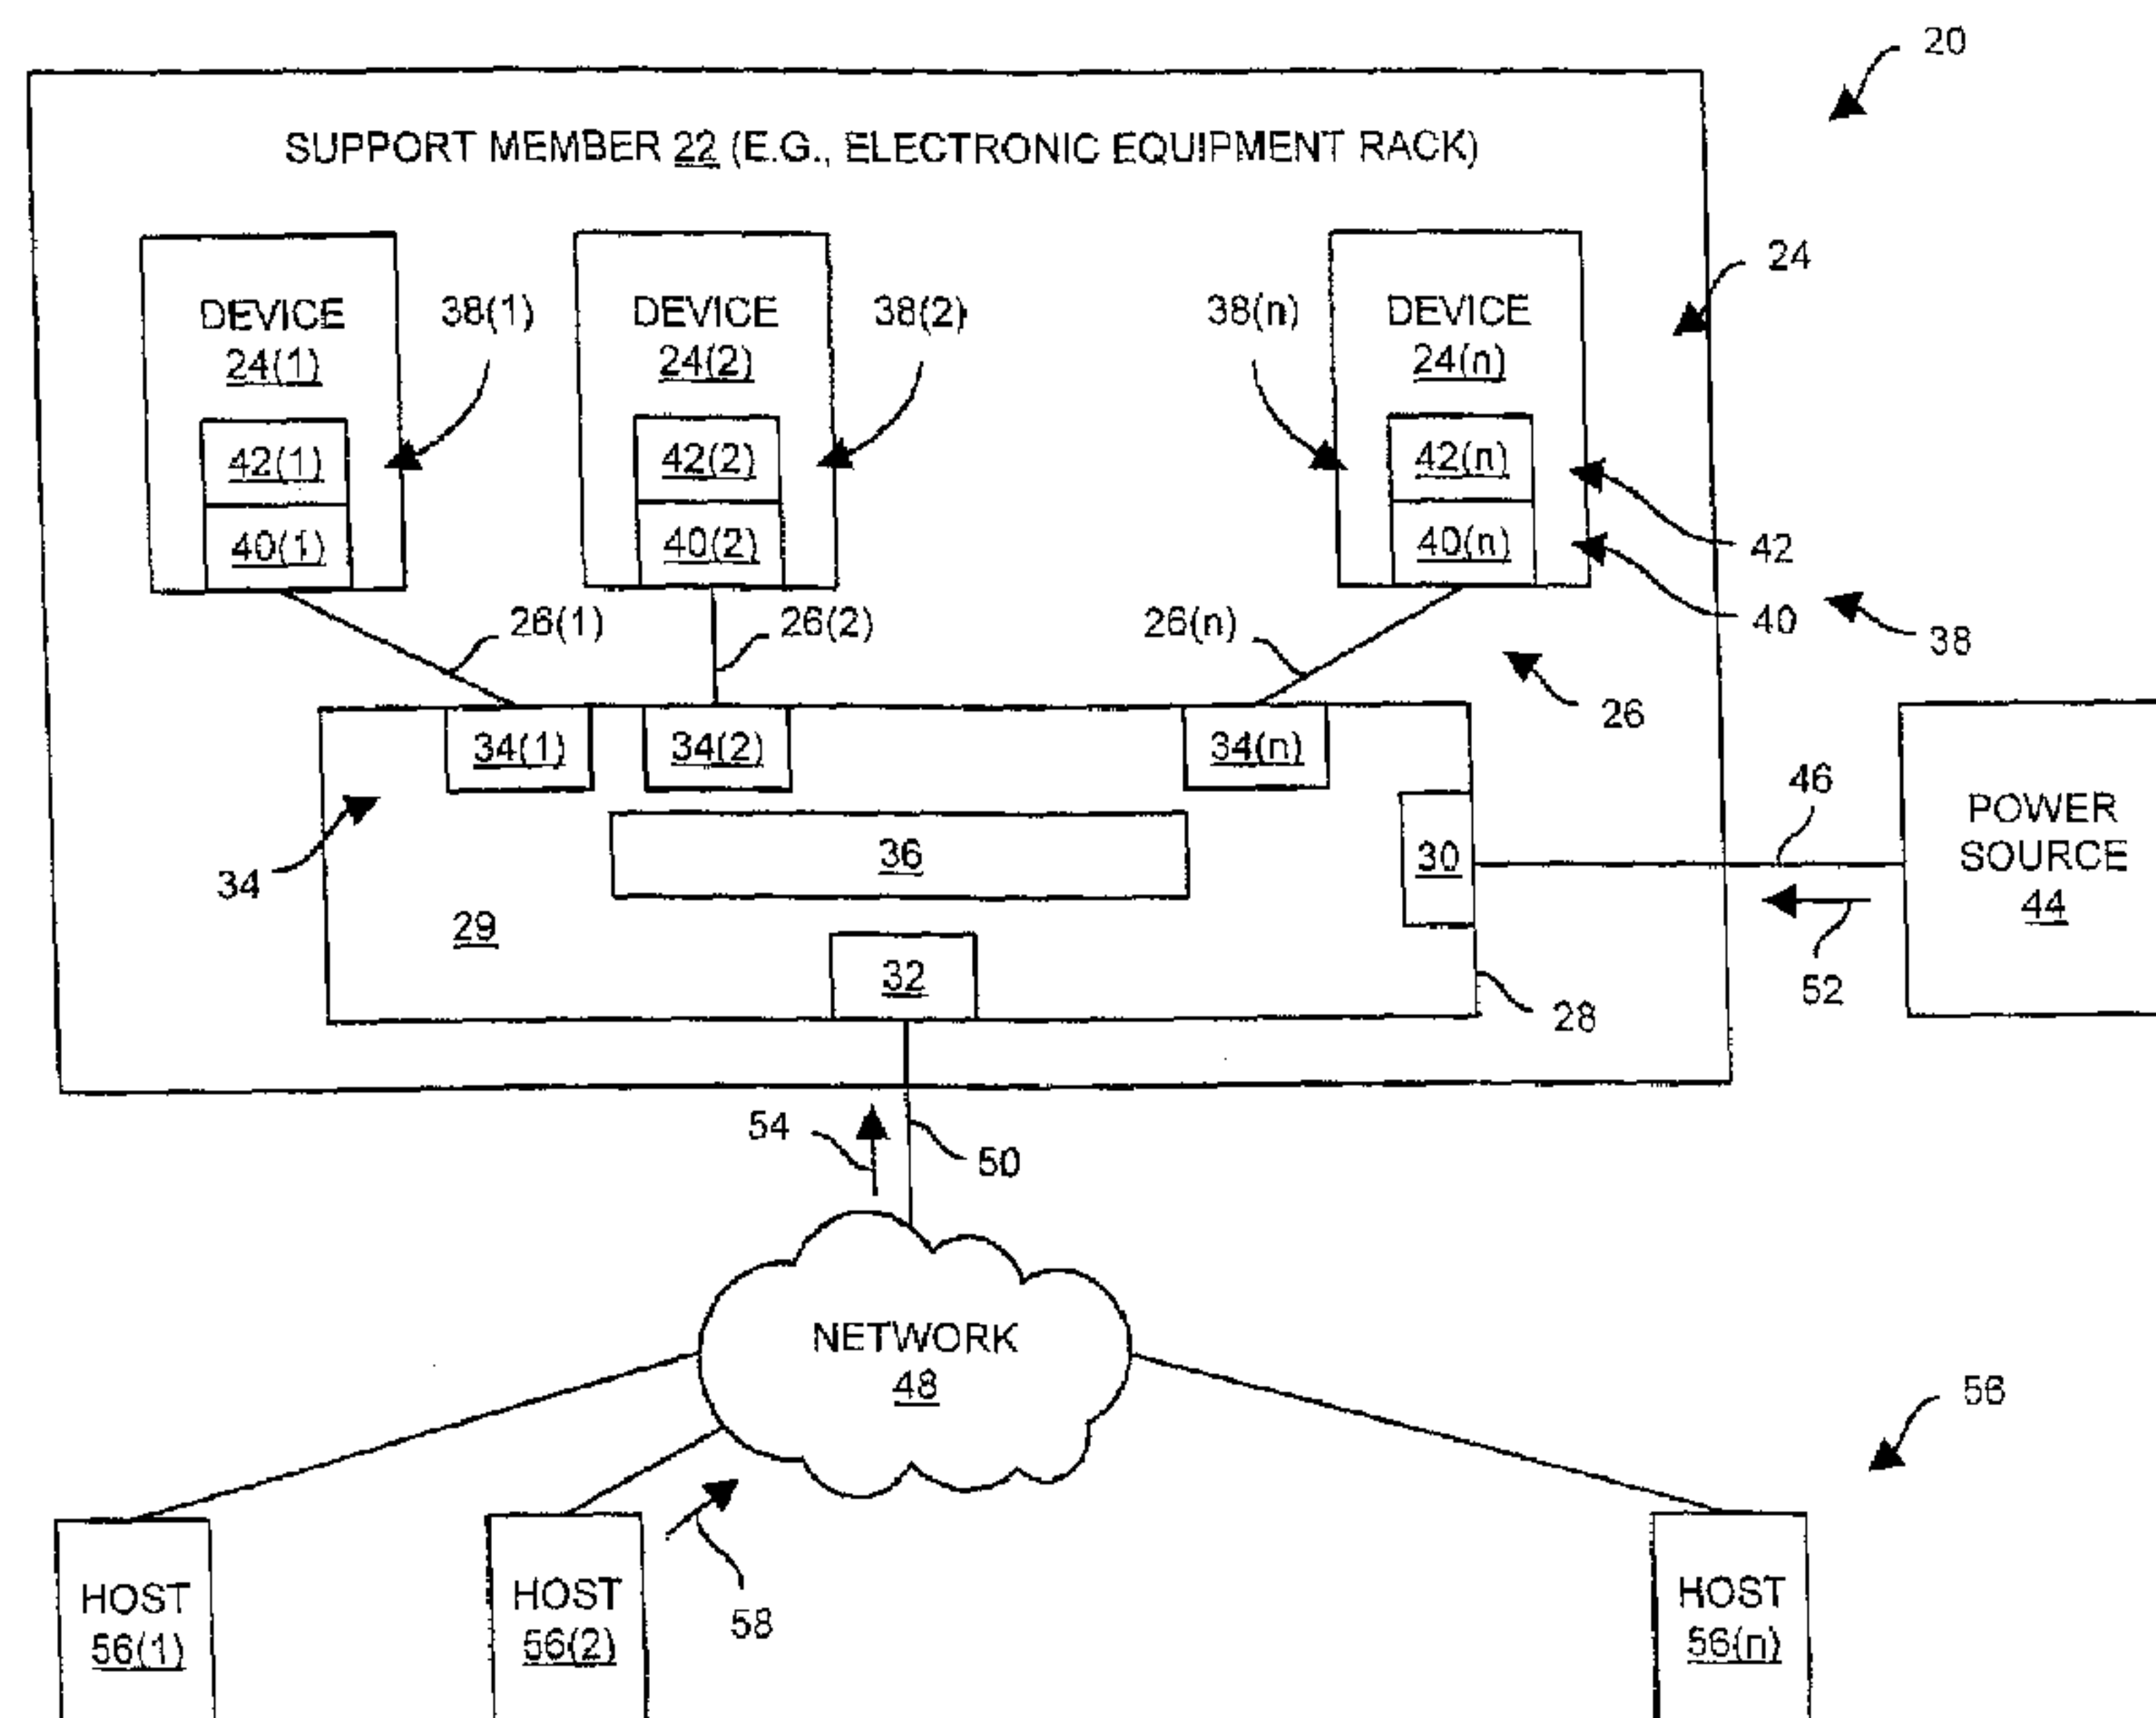 20
SUPPORT MEMBER 22 (E.G., ELECTRONIC EQUIPMENT RACK)
24
DEVICE
24(1)
38(1)
DEVICE
24(2)
38(2)
38(n)
DEVICE
24(n)
42(1)
40(1)
42(2)
40(2)
42(n)
40(n)
42
40
38
26(1)
26(2)
26(n)
26
34(1)
34(2)
34(n)
34
36
30
29
32
28
46
POWER
SOURCE
44
52
54
50
NETWORK
48
56
58
HOST
56(1)
HOST
56(2)
HOST
56(n)